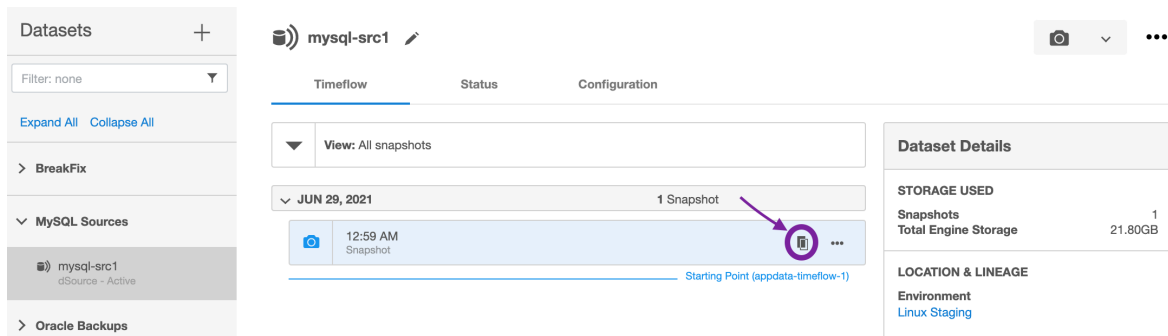 Datasets
Filter: none
Expand All Collapse All
BreakFix
MySQL Sources
mysql-src1
dSource - Active
Oracle Backups
mysql-src1
Timeflow Status Configuration
View: All snapshots
JUN 29, 2021 1 Snapshot
12:59 AM
Snapshot
Starting Point (appdata-timeflow-1)
Dataset Details
STORAGE USED
Snapshots 1
Total Engine Storage 21.80GB
LOCATION & LINEAGE
Environment
Linux Staging